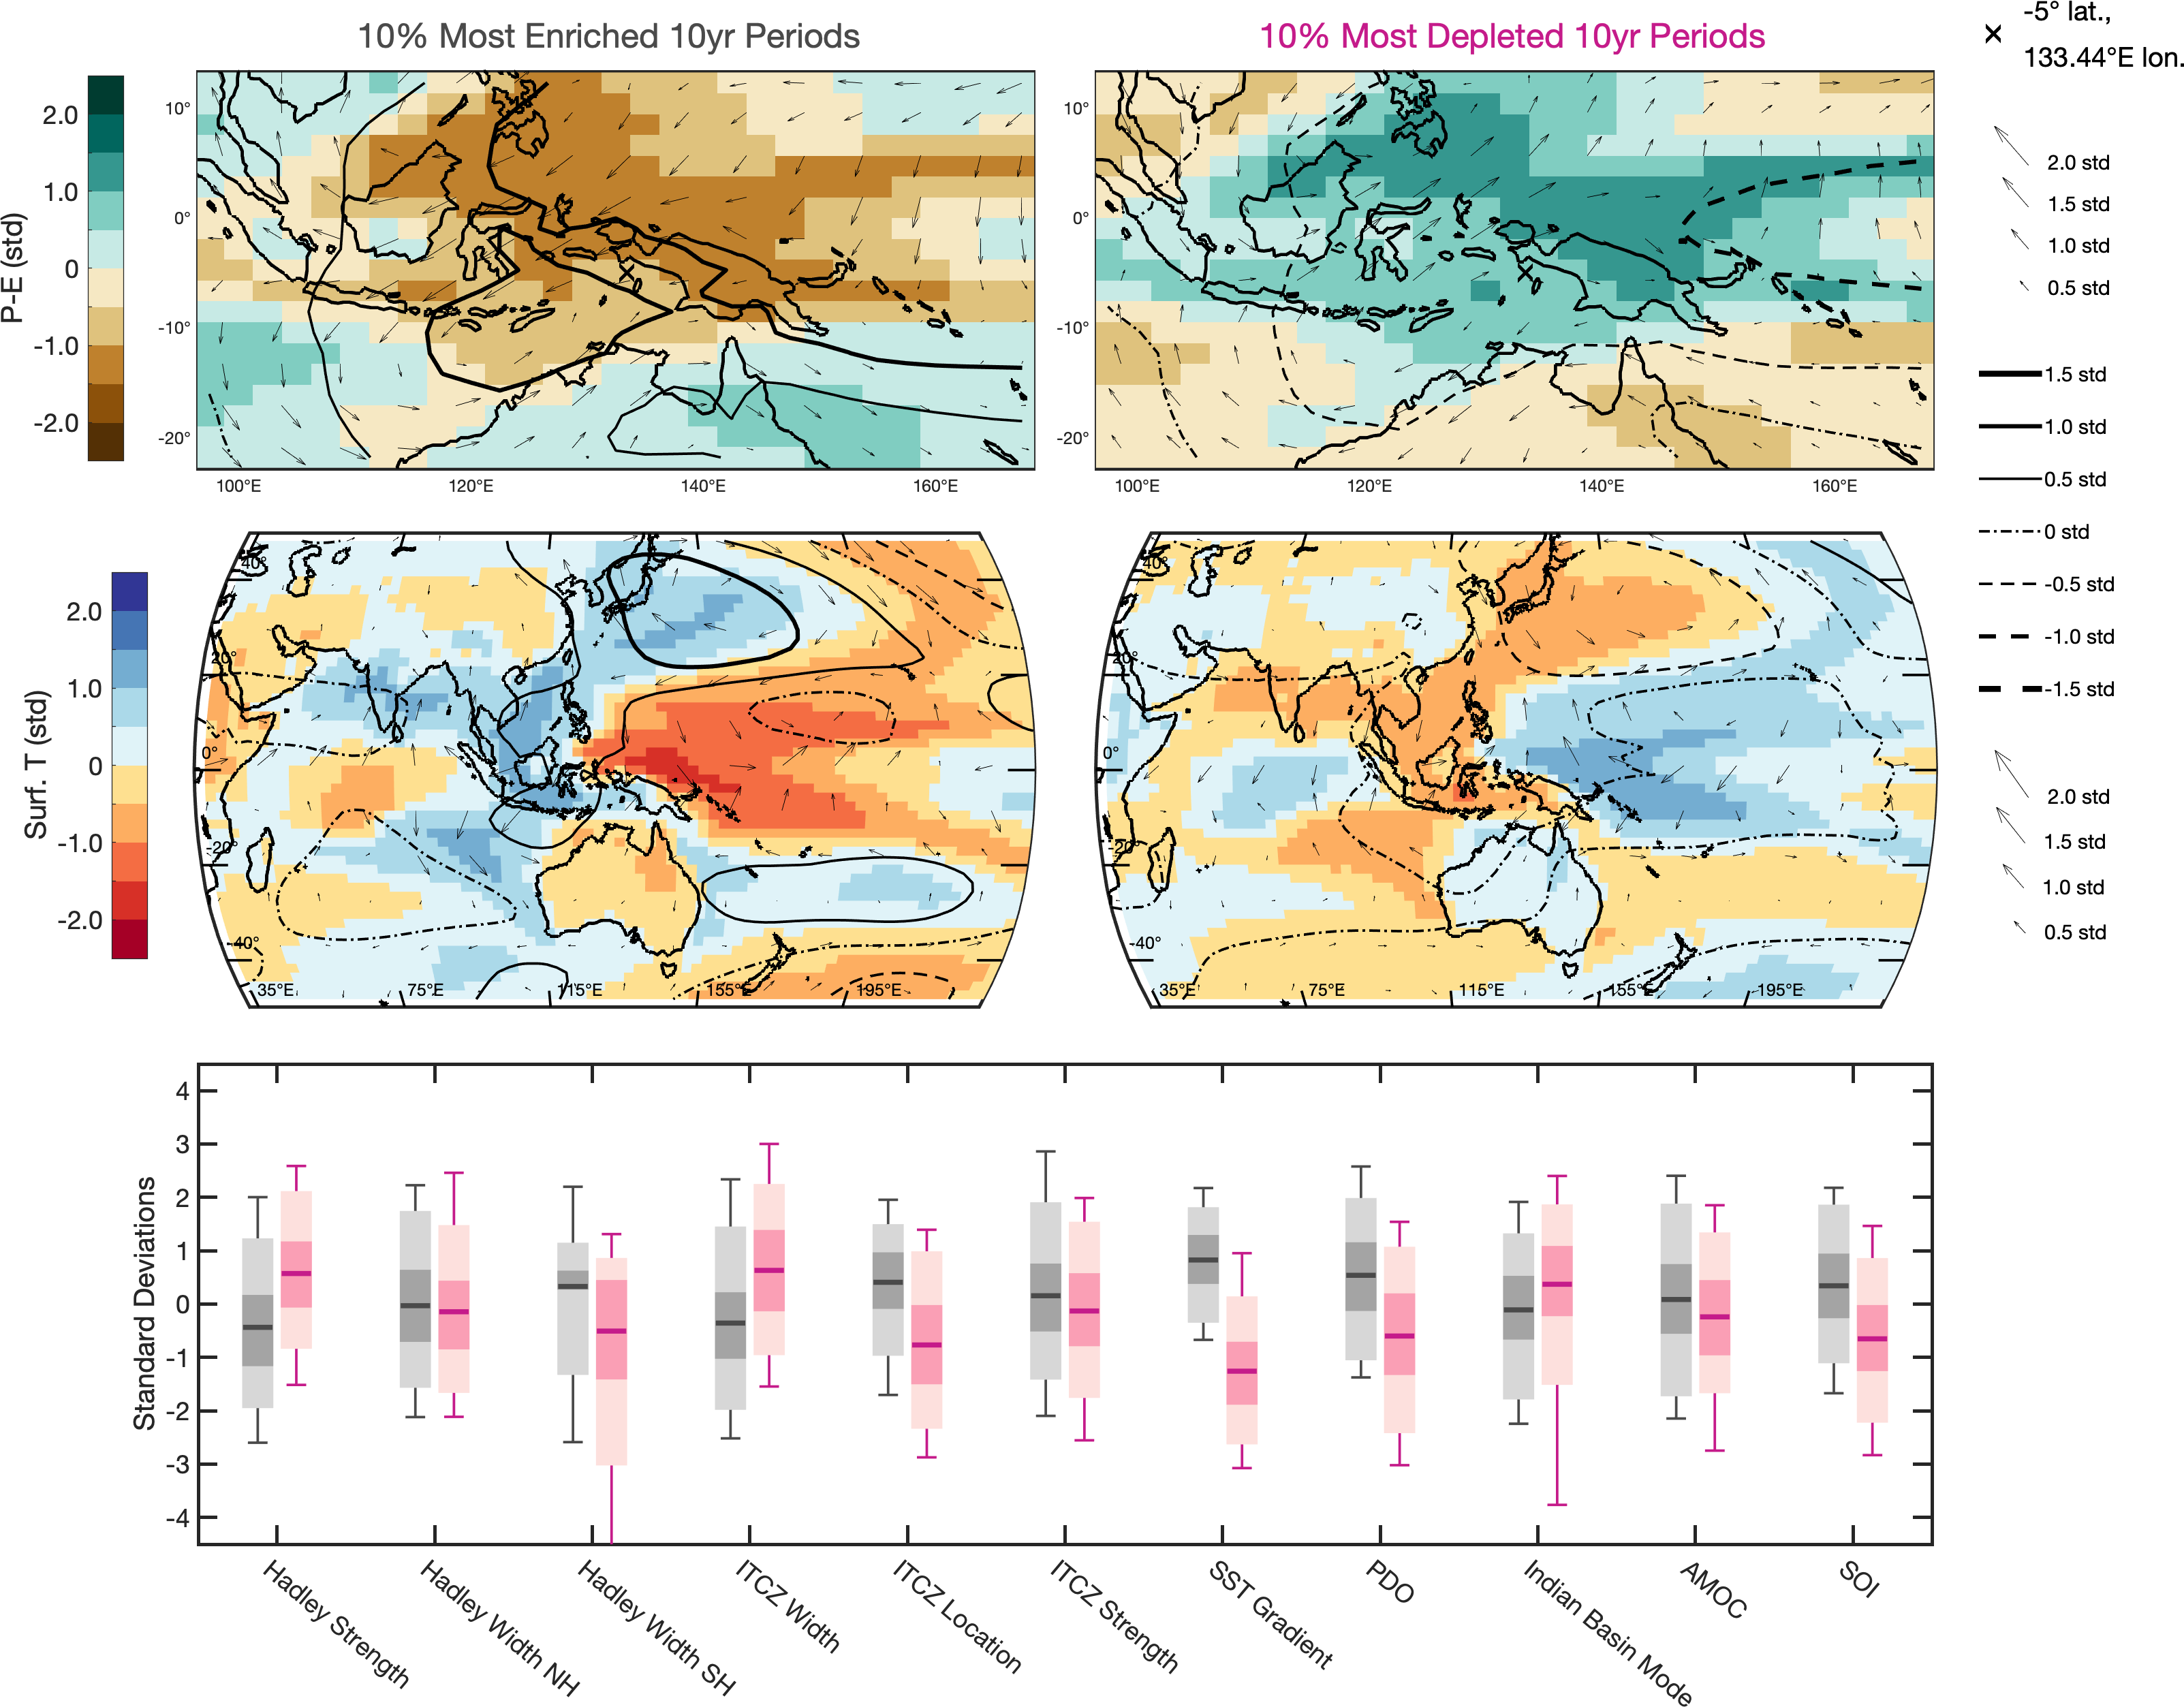 10% Most Enriched 10yr Periods
10% Most Depleted 10yr Periods
-5° lat.,
133.44°E lon.
P-E (std)
2.0
1.0
0
-1.0
-2.0
10°
0°
-10°
-20°
100°E
120°E
140°E
160°E
10°
0°
-10°
-20°
100°E
120°E
140°E
160°E
2.0 std
1.5 std
1.0 std
0.5 std
1.5 std
1.0 std
0.5 std
0 std
-0.5 std
-1.0 std
-1.5 std
Surf. T (std)
2.0
1.0
0
-1.0
-2.0
40°
20°
0°
-20°
-40°
35°E
75°E
115°E
155°E
195°E
40°
20°
0°
-20°
-40°
35°E
75°E
115°E
155°E
195°E
2.0 std
1.5 std
1.0 std
0.5 std
Standard Deviations
4
3
2
1
0
-1
-2
-3
-4
Hadley Strength
Hadley Width NH
Hadley Width SH
ITCZ Width
ITCZ Location
ITCZ Strength
SST Gradient
PDO
Indian Basin Mode
AMOC
SOI